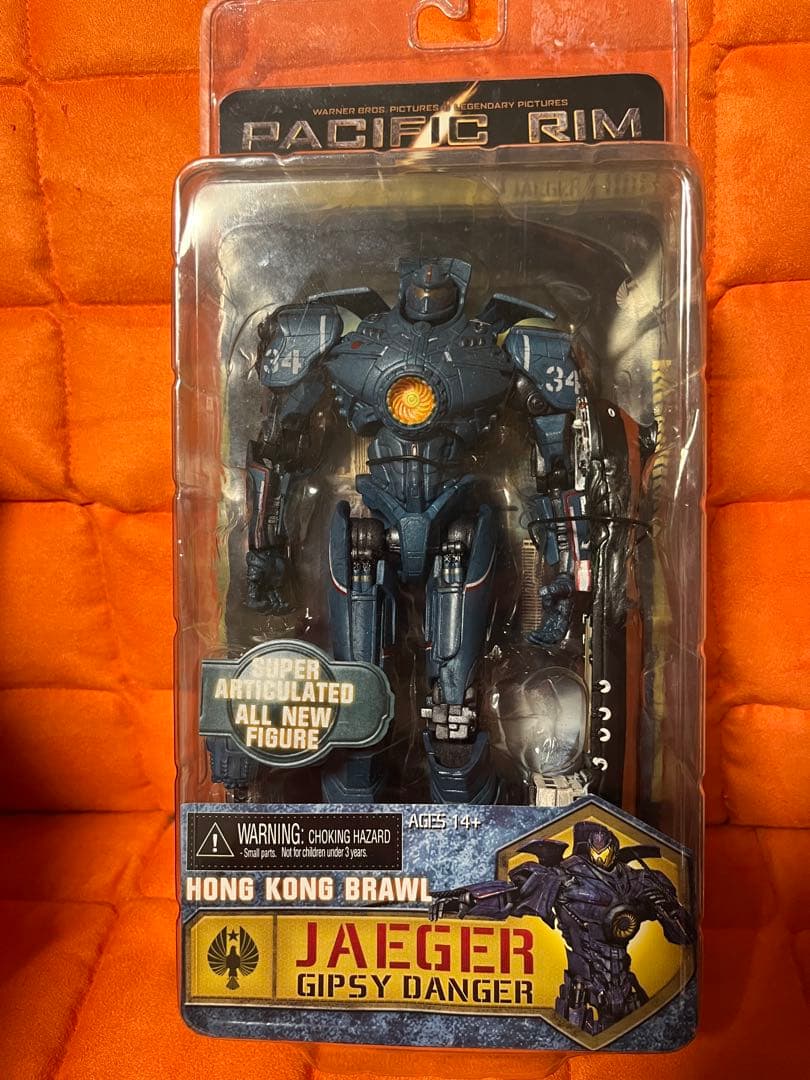 WARNER BROS. PICTURES LEGENDARY PICTURES
PACIFIC RIM
34
34
SUPER
ARTICULATED
ALL NEW
FIGURE
WARNING: CHOKING HAZARD
- Small parts. Not for children under 3 years.
AGES 14+
HONG KONG BRAWL
JAEGER
GIPSY DANGER